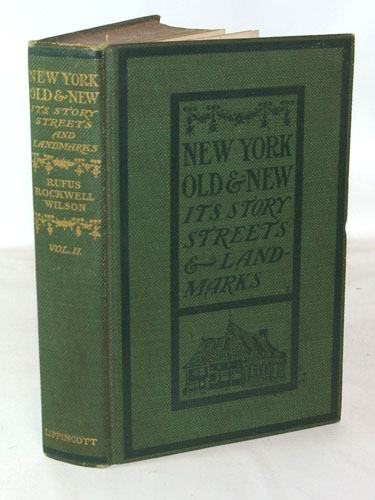 NEW YORK
OLD & NEW
ITS STORY
STREETS
AND
LANDMARKS
RUFUS
ROCKWELL
WILSON
VOL. II.
LIPPINCOTT
NEW YORK
OLD & NEW
ITS STORY
STREETS
& LAND-
MARKS